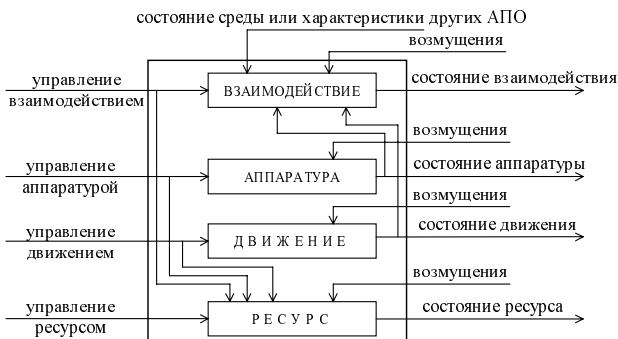 состояние среды или характеристики других АПО
возмущения
управление
взаимодействием
ВЗАИМОДЕЙСТВИЕ
состояние взаимодействия
возмущения
управление
аппаратурой
АППАРАТУРА
состояние аппаратуры
возмущения
управление
движением
ДВИЖЕНИЕ
состояние движения
возмущения
управление
ресурсом
РЕСУРС
состояние ресурса